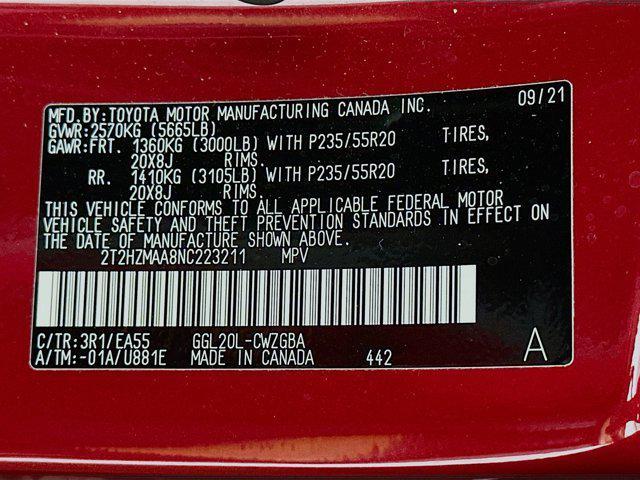 MFD.BY:TOYOTA MOTOR MANUFACTURING CANADA INC. 09/21
GVWR:2570KG (5665LB)
GAWR:FRT. 1360KG (3000LB) WITH P235/55R20 TIRES,
20X8J RIMS.
RR. 1410KG (3105LB) WITH P235/55R20 TIRES,
20X8J RIMS.
THIS VEHICLE CONFORMS TO ALL APPLICABLE FEDERAL MOTOR
VEHICLE SAFETY AND THEFT PREVENTION STANDARDS IN EFFECT ON
THE DATE OF MANUFACTURE SHOWN ABOVE.
2T2HZMAA8NC223211 MPV
C/TR:3R1/EA55 GGL20L-CWZGBA
A/TM:-01A/U881E MADE IN CANADA 442 A